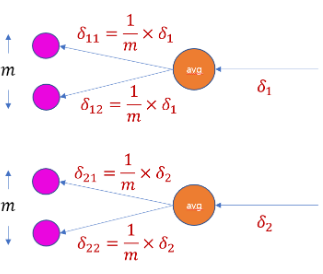 δ₁₁ = 1/m × δ₁
m
avg
δ₁
δ₁₂ = 1/m × δ₁
δ₂₁ = 1/m × δ₂
m
avg
δ₂
δ₂₂ = 1/m × δ₂